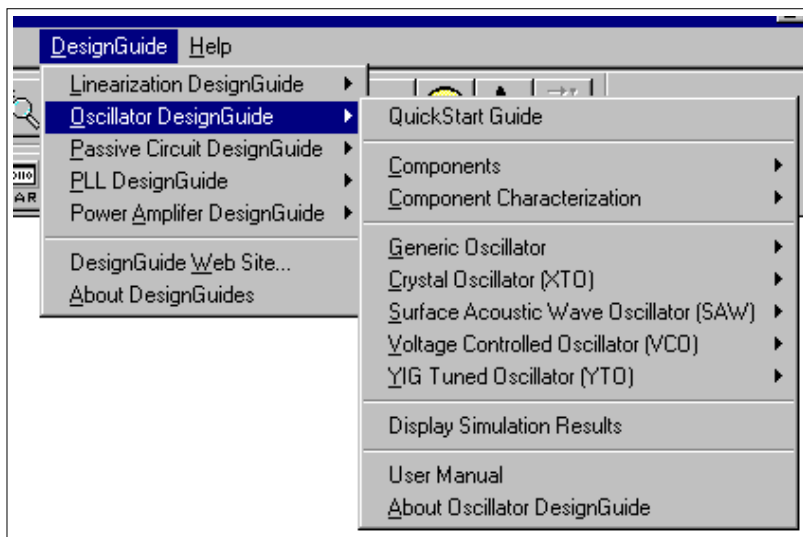 DesignGuide Help
Linearization DesignGuide
Oscillator DesignGuide
Passive Circuit DesignGuide
PLL DesignGuide
Power Amplifer DesignGuide
DesignGuide Web Site...
About DesignGuides
QuickStart Guide
Components
Component Characterization
Generic Oscillator
Crystal Oscillator (XTO)
Surface Acoustic Wave Oscillator (SAW)
Voltage Controlled Oscillator (VCO)
YIG Tuned Oscillator (YTO)
Display Simulation Results
User Manual
About Oscillator DesignGuide